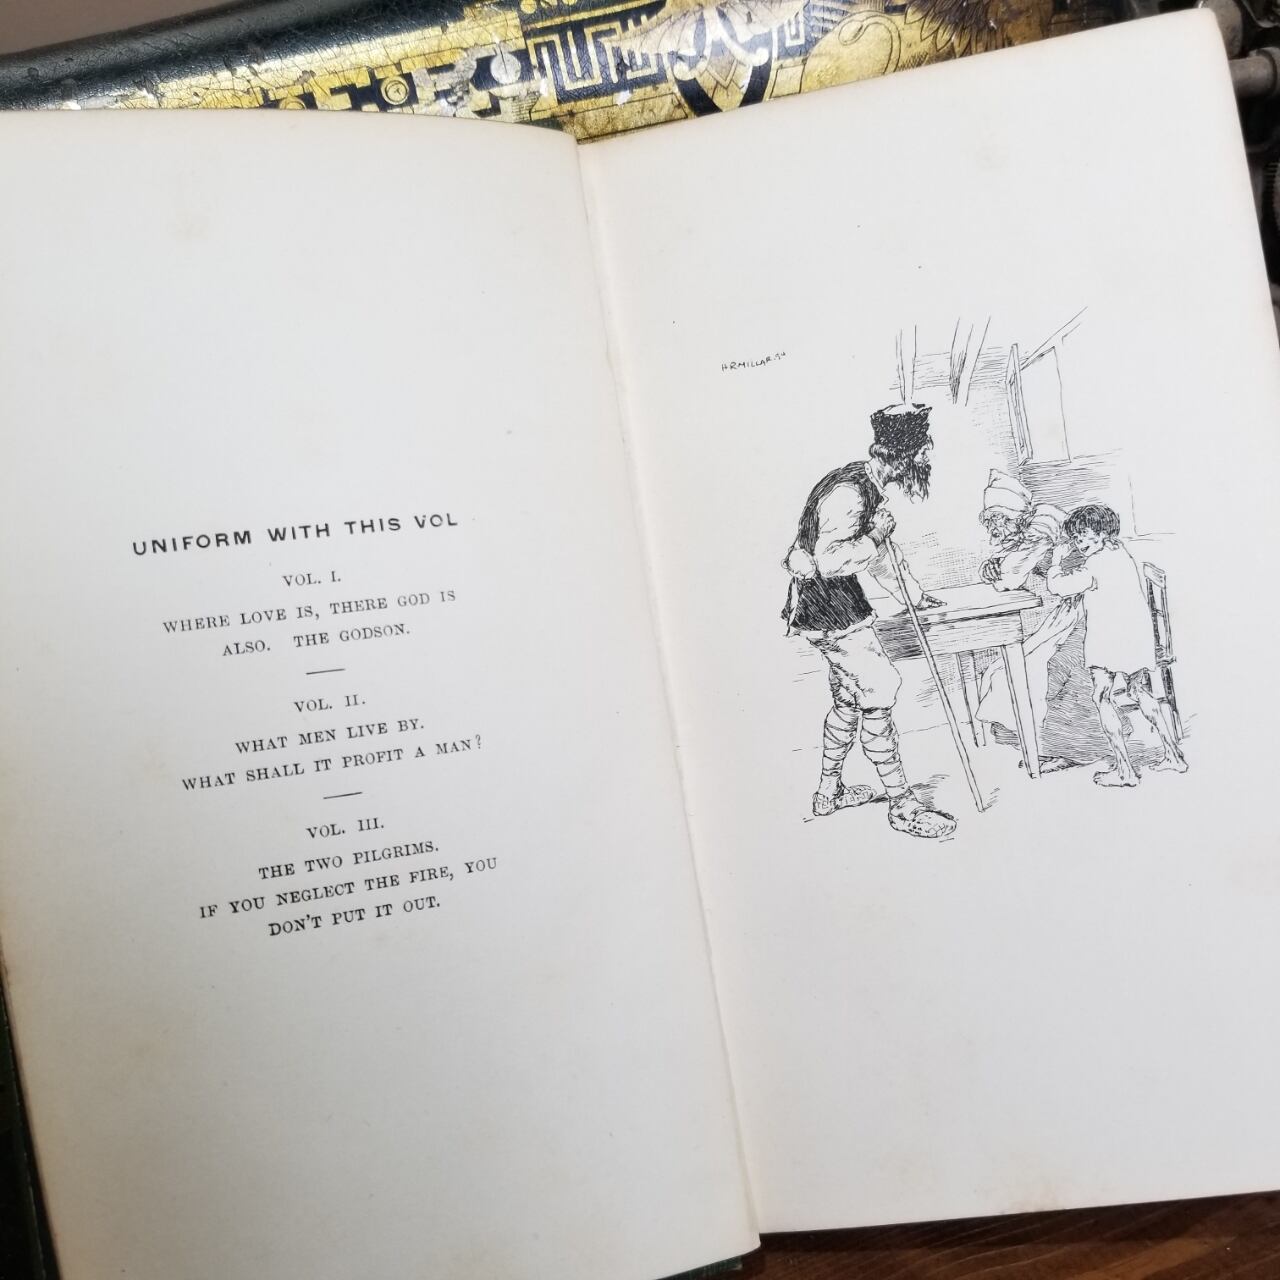 UNIFORM WITH THIS VOL
VOL. I.
WHERE LOVE IS, THERE GOD IS
ALSO. THE GODSON.
VOL. II.
WHAT MEN LIVE BY.
WHAT SHALL IT PROFIT A MAN?
VOL. III.
THE TWO PILGRIMS.
IF YOU NEGLECT THE FIRE, YOU
DON'T PUT IT OUT.
H R MILLAR